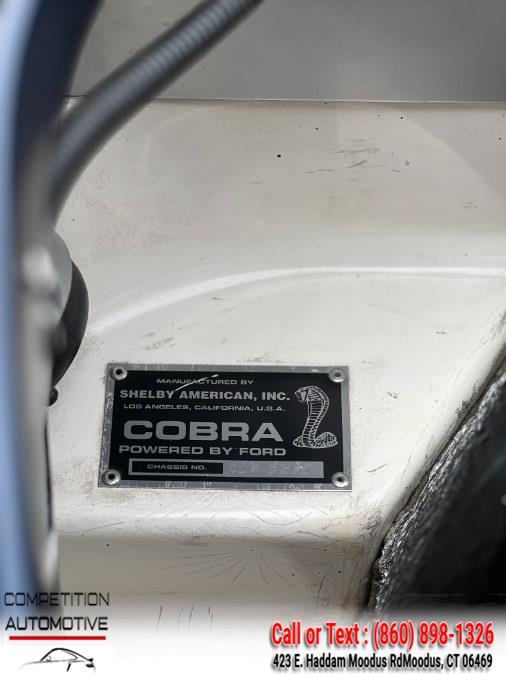 MANUFACTURED BY
SHELBY AMERICAN, INC.
LOS ANGELES, CALIFORNIA, U.S.A.
COBRA
POWERED BY FORD
CHASSIS NO.
COMPETITION
AUTOMOTIVE
Call or Text : (860) 898-1326
423 E. Haddam Moodus RdMoodus, CT 06469